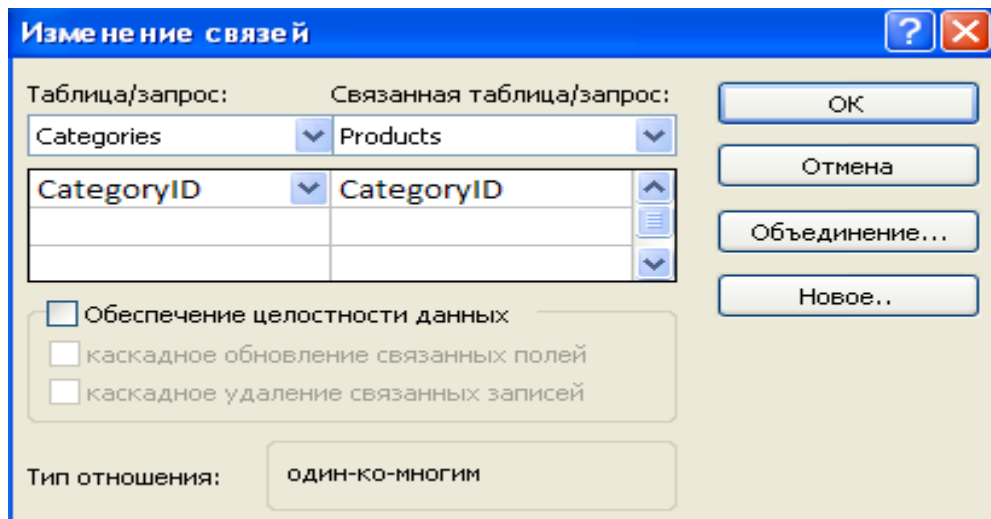 Изменение связей
Таблица/запрос: Связанная таблица/запрос:
Categories Products
CategoryID CategoryID
Обеспечение целостности данных
каскадное обновление связанных полей
каскадное удаление связанных записей
Тип отношения: один-ко-многим
ОК
Отмена
Объединение...
Новое..